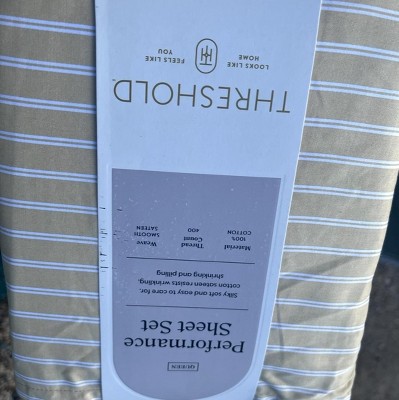 QUEEN
Performance
Sheet Set
Silky soft and easy to care for,
cotton sateen resists wrinkling,
shrinking and pilling
Material
100%
COTTON
Thread
Count
400
Weave
SMOOTH
SATEEN
THRESHOLD
LOOKS LIKE
HOME
FEELS LIKE
YOU